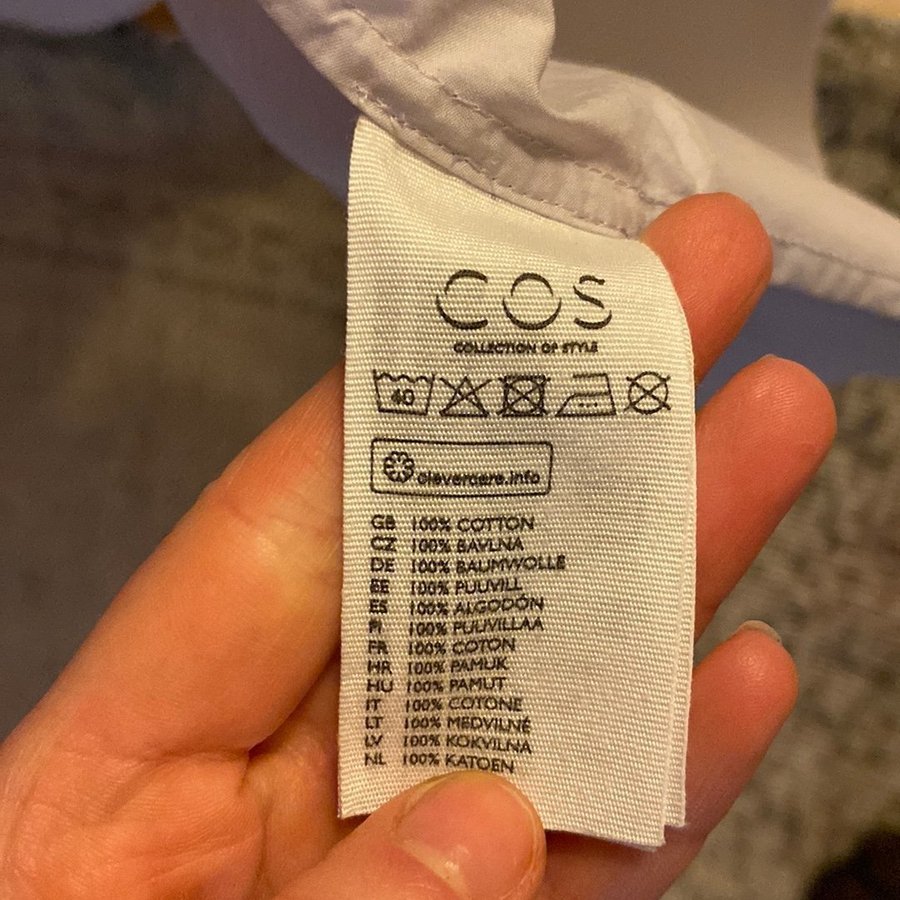 COS
COLLECTION OF STYLE
40
clevercare.info
GB 100% COTTON
CZ 100% BAVLNA
DE 100% BAUMWOLLE
EE 100% PUUVILL
ES 100% ALGODÓN
FI 100% PUUVILLAA
FR 100% COTON
HR 100% PAMUK
HU 100% PAMUT
IT 100% COTONE
LT 100% MEDVILNĖ
LV 100% KOKVILNA
NL 100% KATOEN